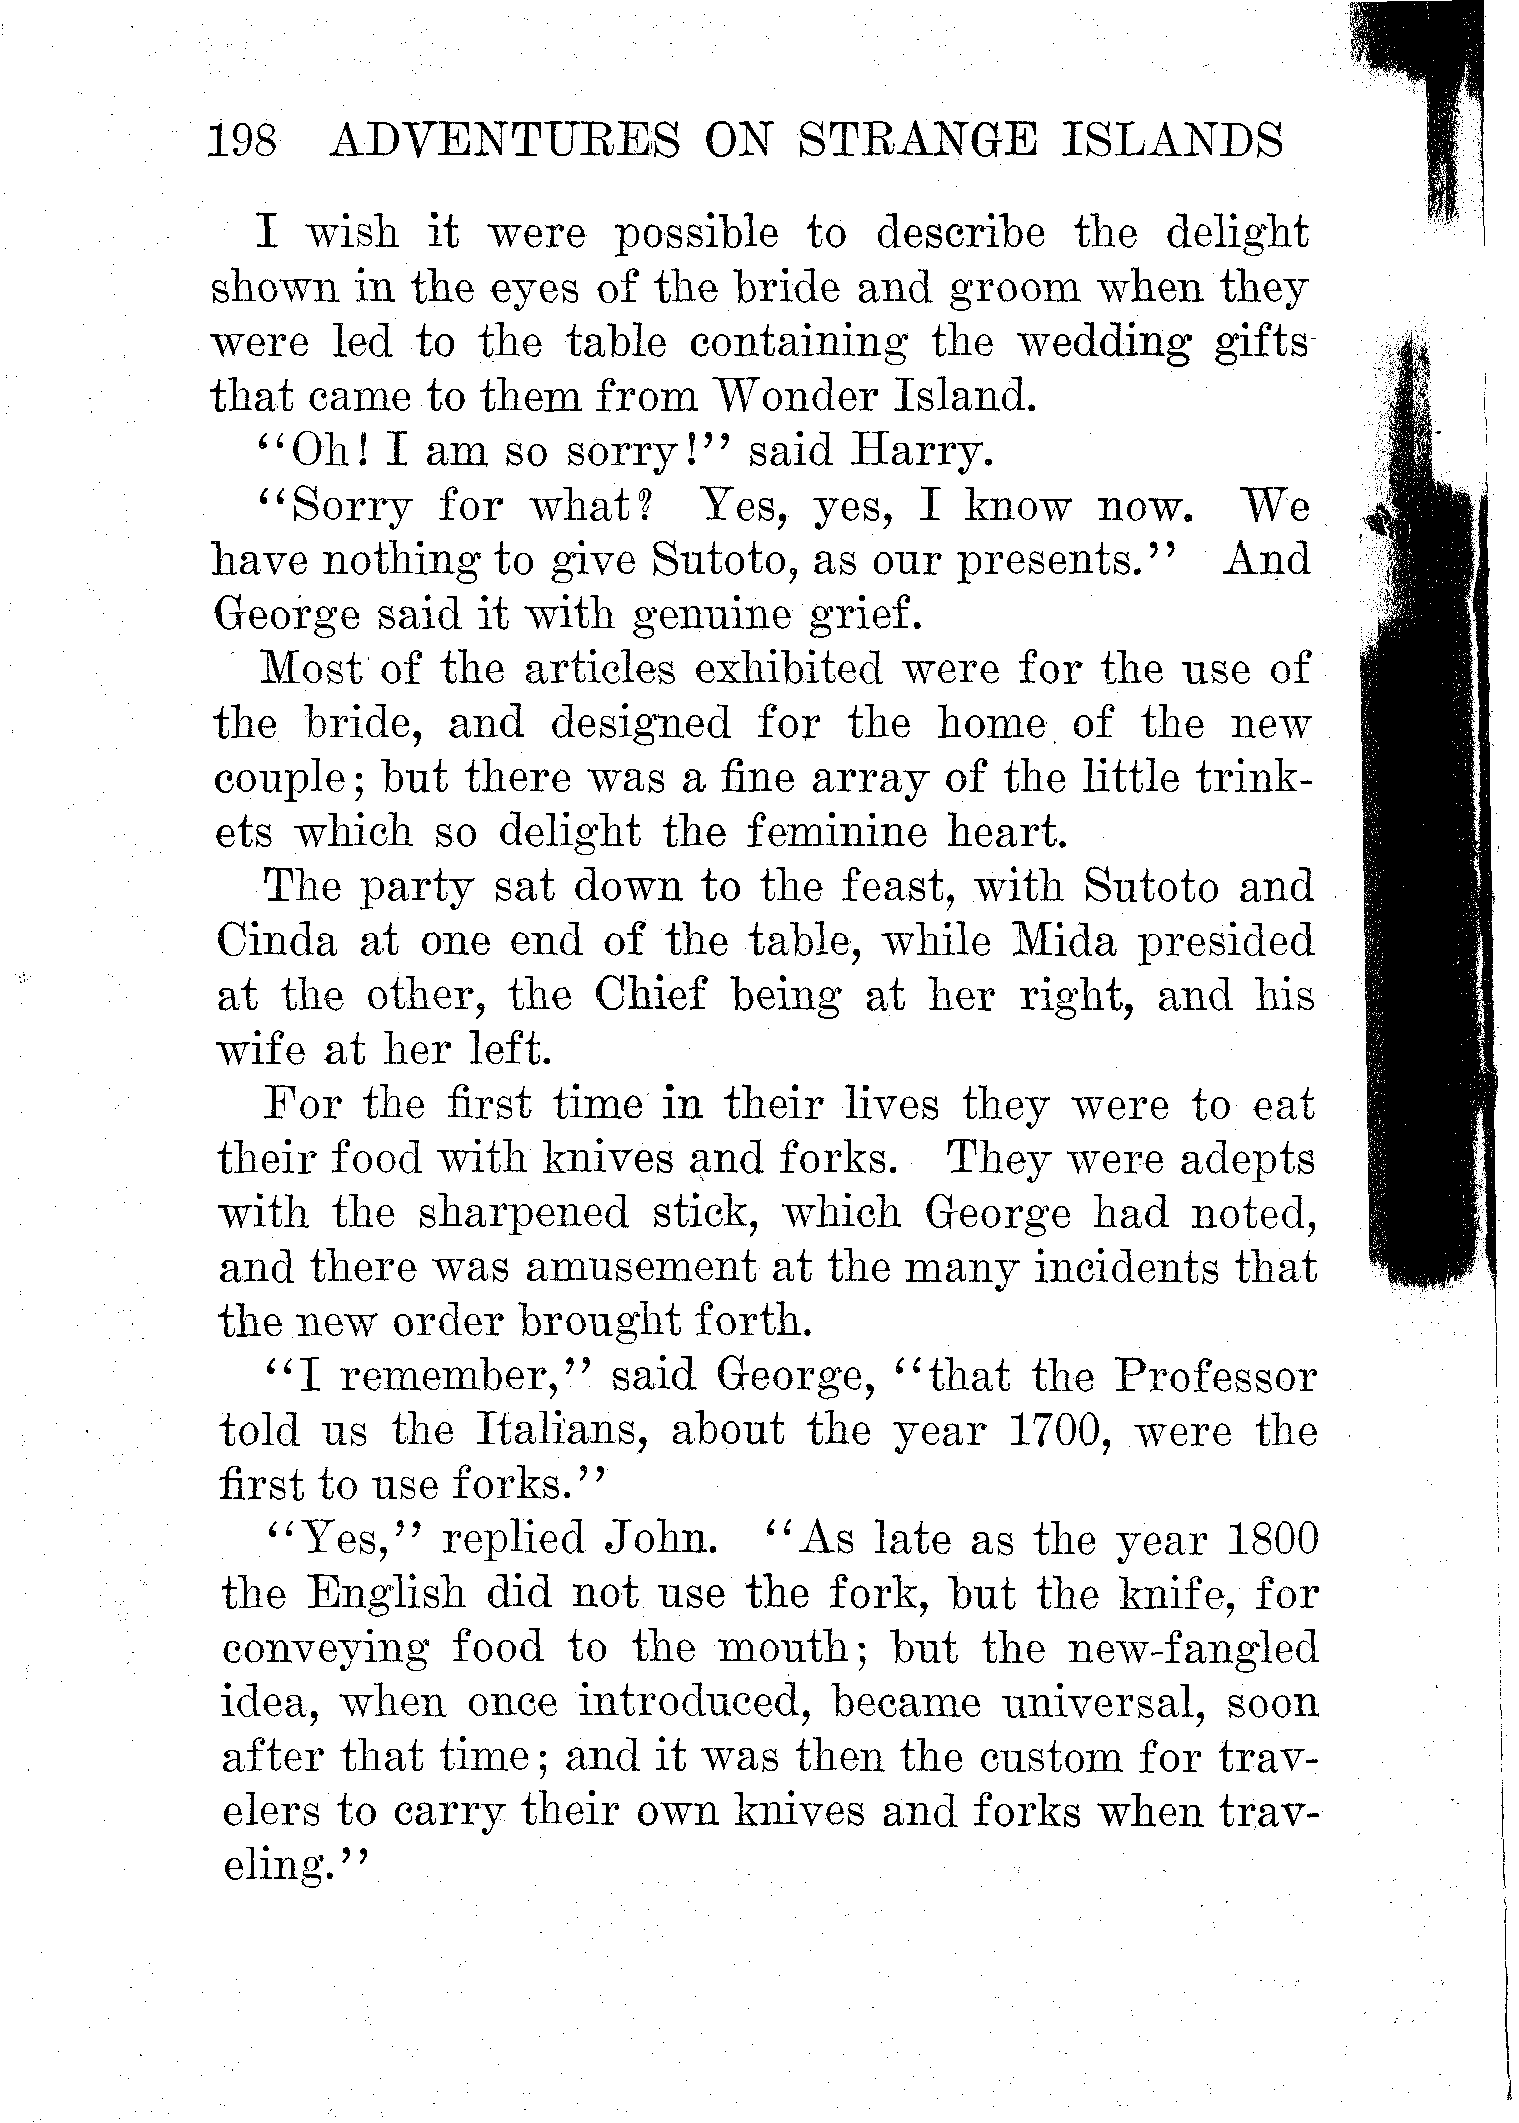 198 ADVENTURES ON STRANGE ISLANDS
I wish it were possible to describe the delight
shown in the eyes of the bride and groom when they
were led to the table containing the wedding gifts
that came to them from Wonder Island.
"Oh! I am so sorry!" said Harry.
"Sorry for what? Yes, yes, I know now. We
have nothing to give Sutoto, as our presents." And
George said it with genuine grief.
Most of the articles exhibited were for the use of
the bride, and designed for the home of the new
couple; but there was a fine array of the little trink-
ets which so delight the feminine heart.
The party sat down to the feast, with Sutoto and
Cinda at one end of the table, while Mida presided
at the other, the Chief being at her right, and his
wife at her left.
For the first time in their lives they were to eat
their food with knives and forks. They were adepts
with the sharpened stick, which George had noted,
and there was amusement at the many incidents that
the new order brought forth.
"I remember," said George, "that the Professor
told us the Italians, about the year 1700, were the
first to use forks."
"Yes," replied John. "As late as the year 1800
the English did not use the fork, but the knife, for
conveying food to the mouth; but the new-fangled
idea, when once introduced, became universal, soon
after that time; and it was then the custom for trav-
elers to carry their own knives and forks when trav-
eling."